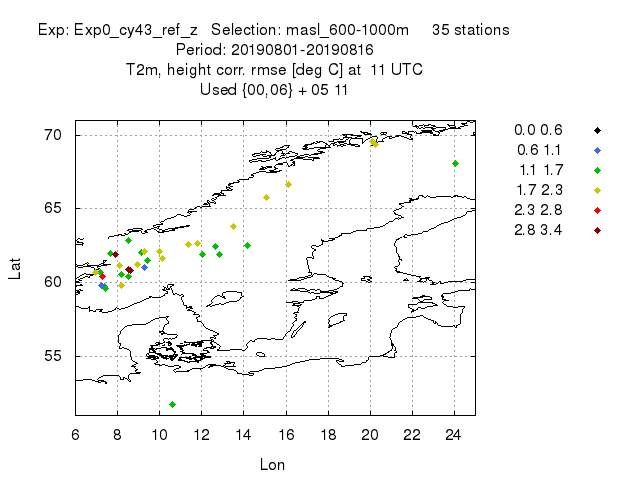 Exp: Exp0_cy43_ref_z   Selection: masl_600-1000m     35 stations
Period: 20190801-20190816
T2m, height corr. rmse [deg C] at  11 UTC
Used {00,06} + 05 11
70
65
60
55
Lat
6 8 10 12 14 16 18 20 22 24
Lon
0.0 0.6
0.6 1.1
1.1 1.7
1.7 2.3
2.3 2.8
2.8 3.4